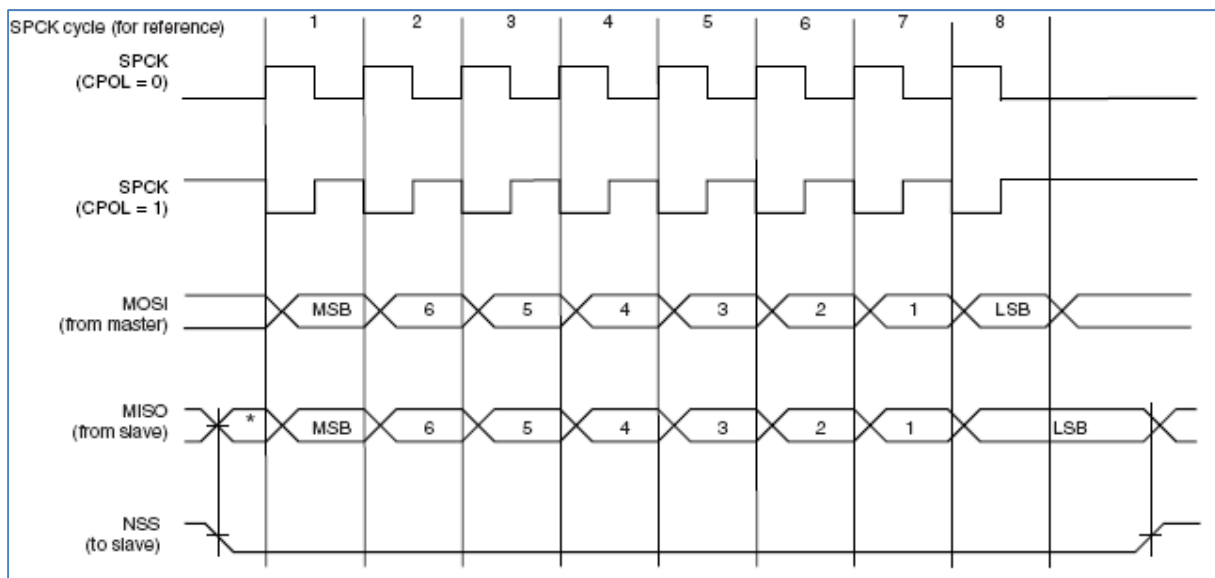 SPCK cycle (for reference)
1 2 3 4 5 6 7 8
SPCK
(CPOL = 0)
SPCK
(CPOL = 1)
MOSI
(from master)
MSB 6 5 4 3 2 1 LSB
MISO
(from slave)
* MSB 6 5 4 3 2 1 LSB
NSS
(to slave)